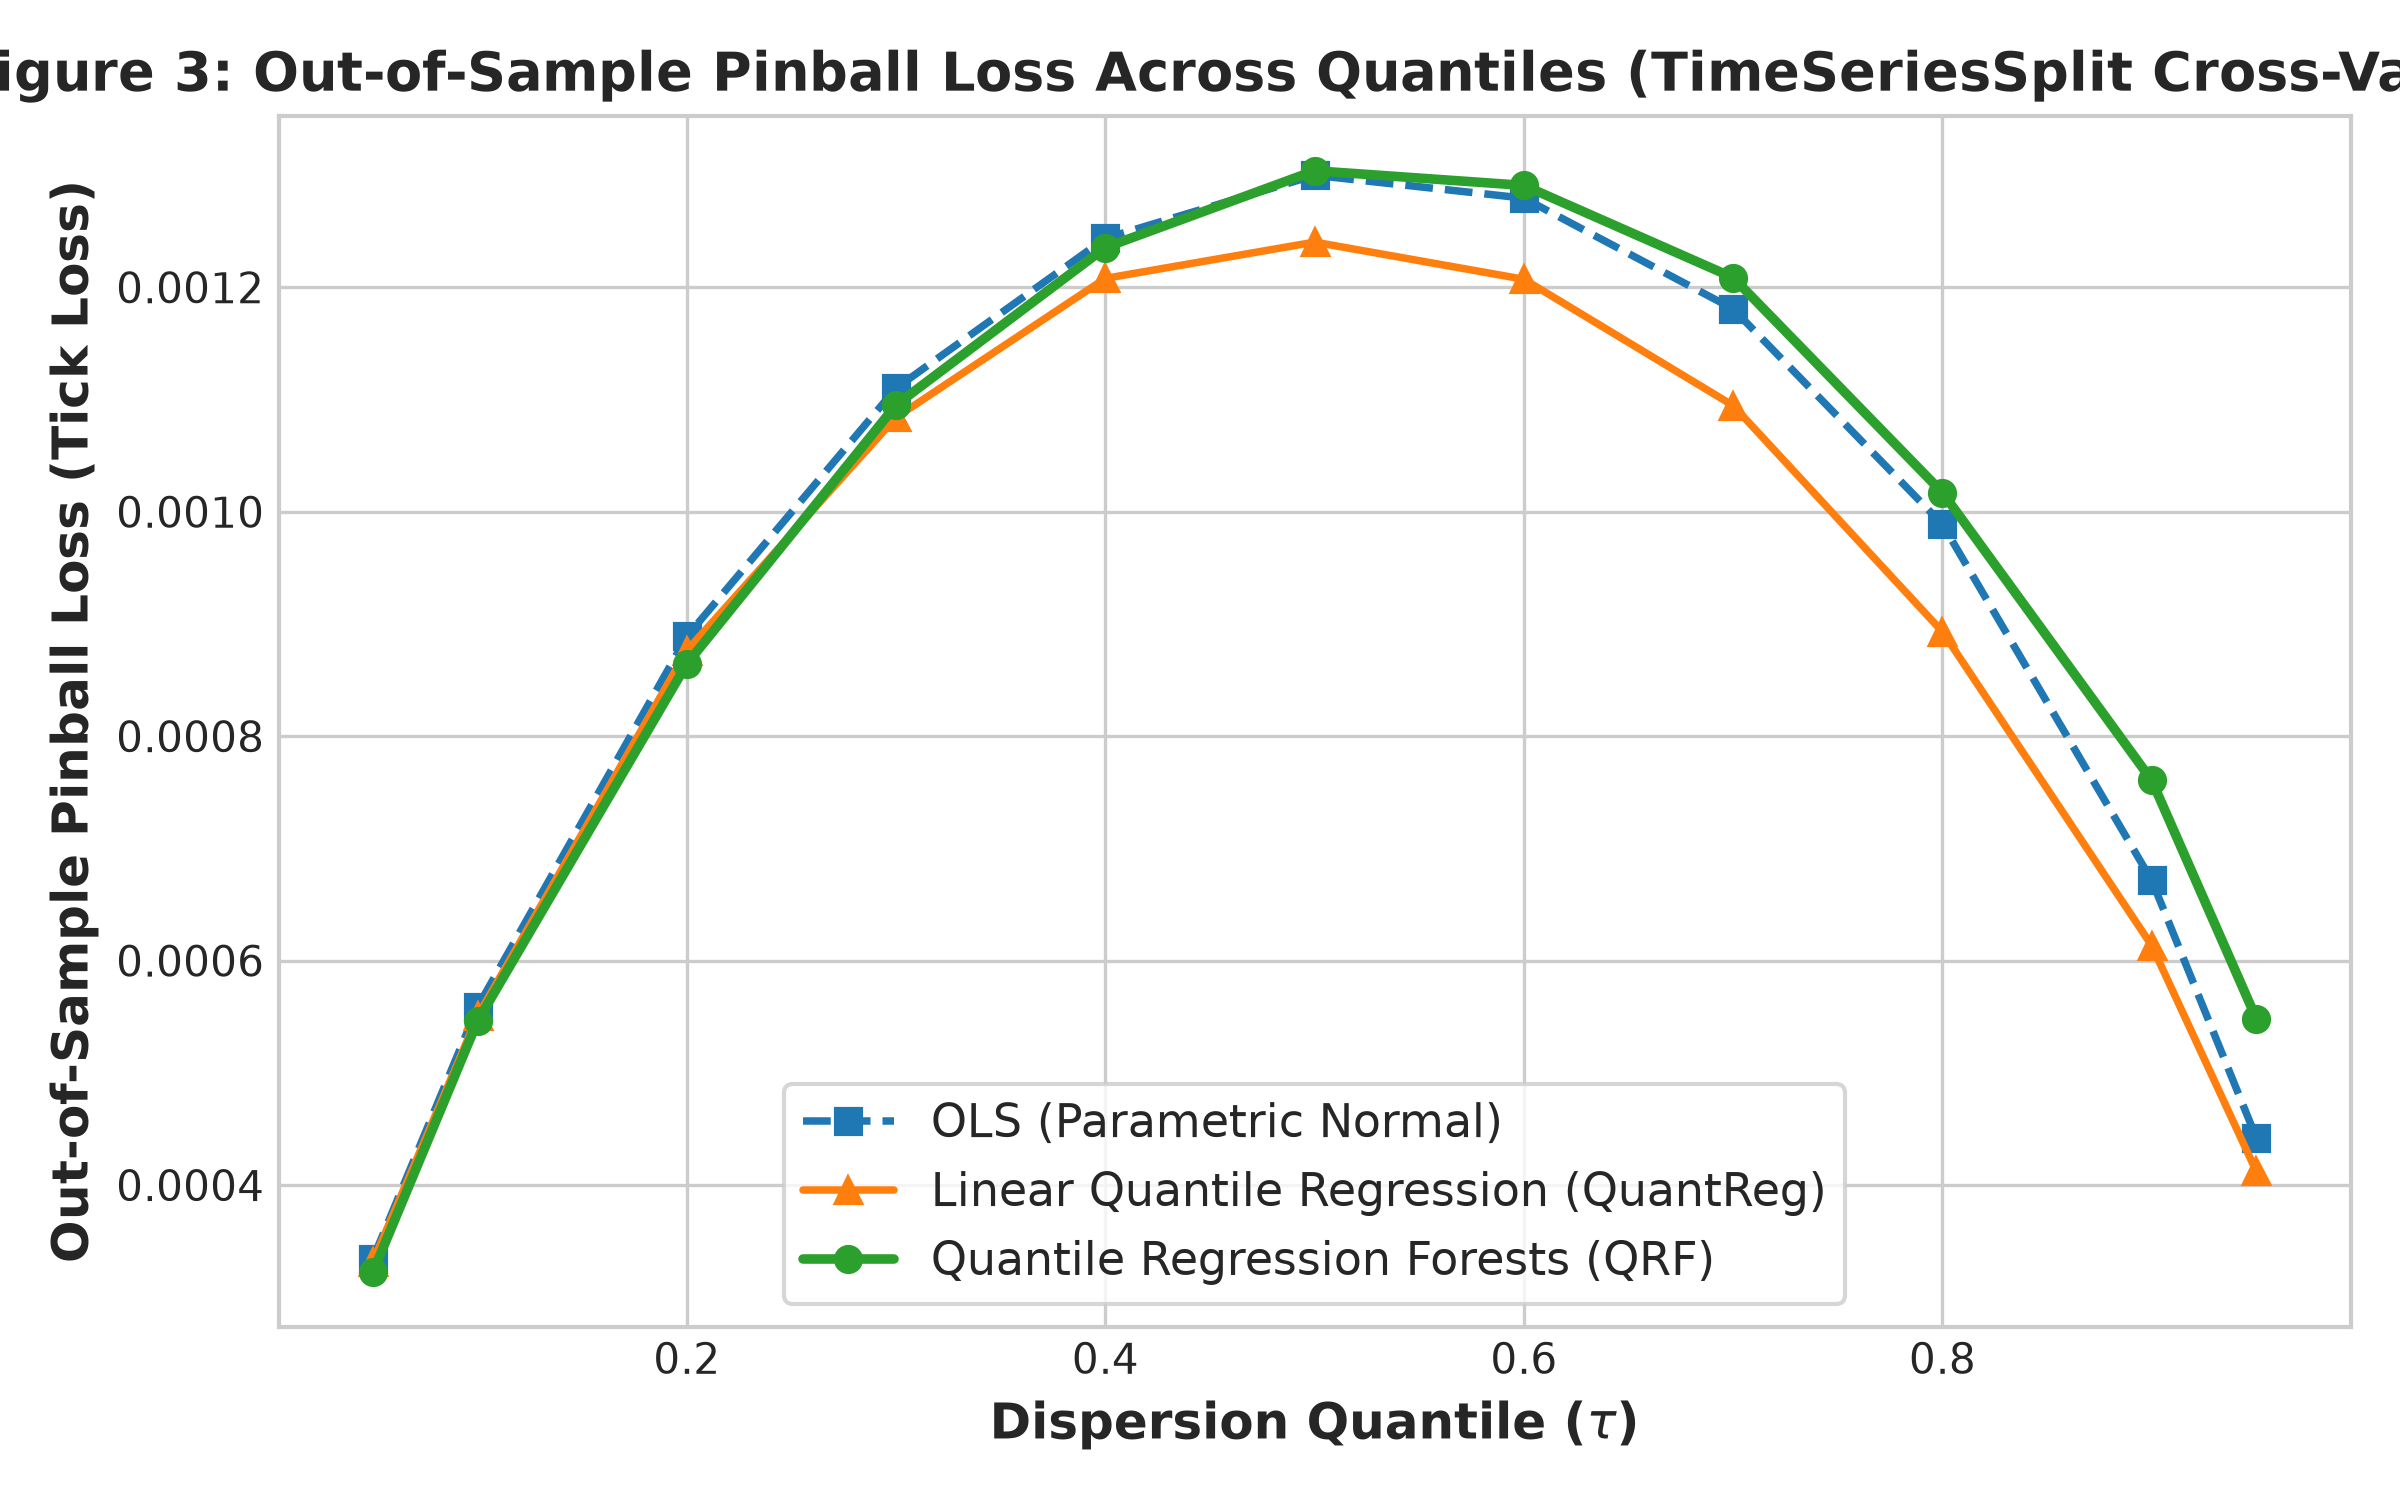 igure 3: Out-of-Sample Pinball Loss Across Quantiles (TimeSeriesSplit Cross-Va
Out-of-Sample Pinball Loss (Tick Loss)
0.0012
0.0010
0.0008
0.0006
0.0004
OLS (Parametric Normal)
Linear Quantile Regression (QuantReg)
Quantile Regression Forests (QRF)
0.2
0.4
0.6
0.8
Dispersion Quantile (τ)